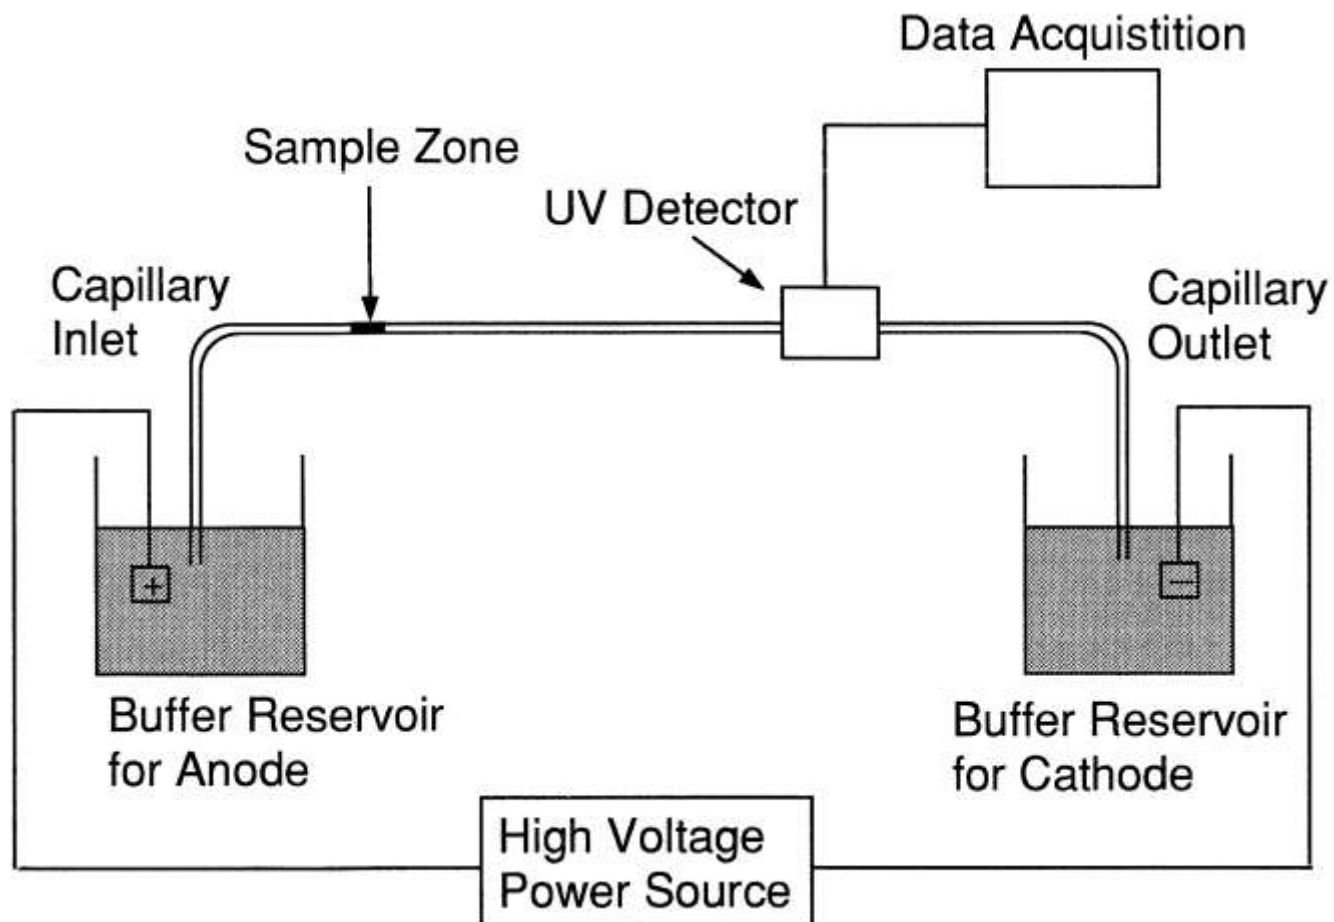 Data Acquistition
Sample Zone
UV Detector
Capillary
Inlet
Capillary
Outlet
+
−
Buffer Reservoir
for Anode
Buffer Reservoir
for Cathode
High Voltage
Power Source